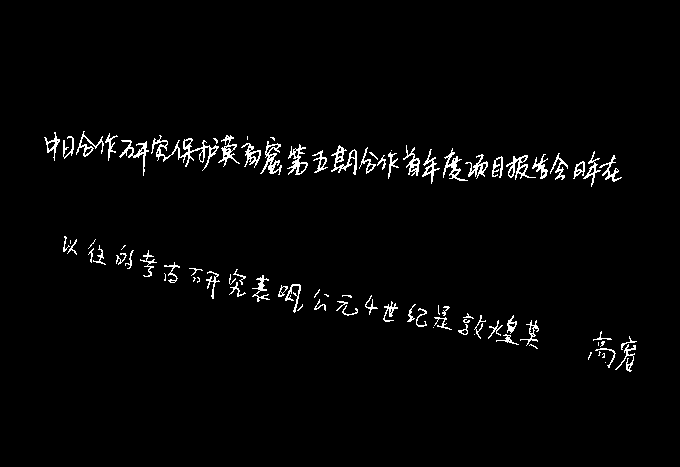 中日合作研究保护莫高窟第五期合作首年度项目报告会日昨在
以往的考古研究表明公元4世纪是敦煌莫高窟